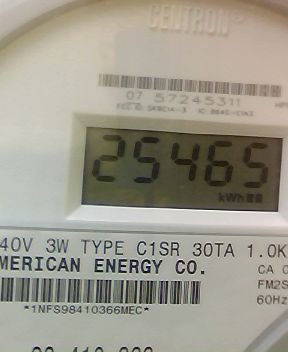 CENTRON®
07 57245311
25465
kWh
40V 3W TYPE C1SR 30TA 1.0K
MERICAN ENERGY CO.
CA 0
FM2S
60Hz
*1NFS98410366MEC*